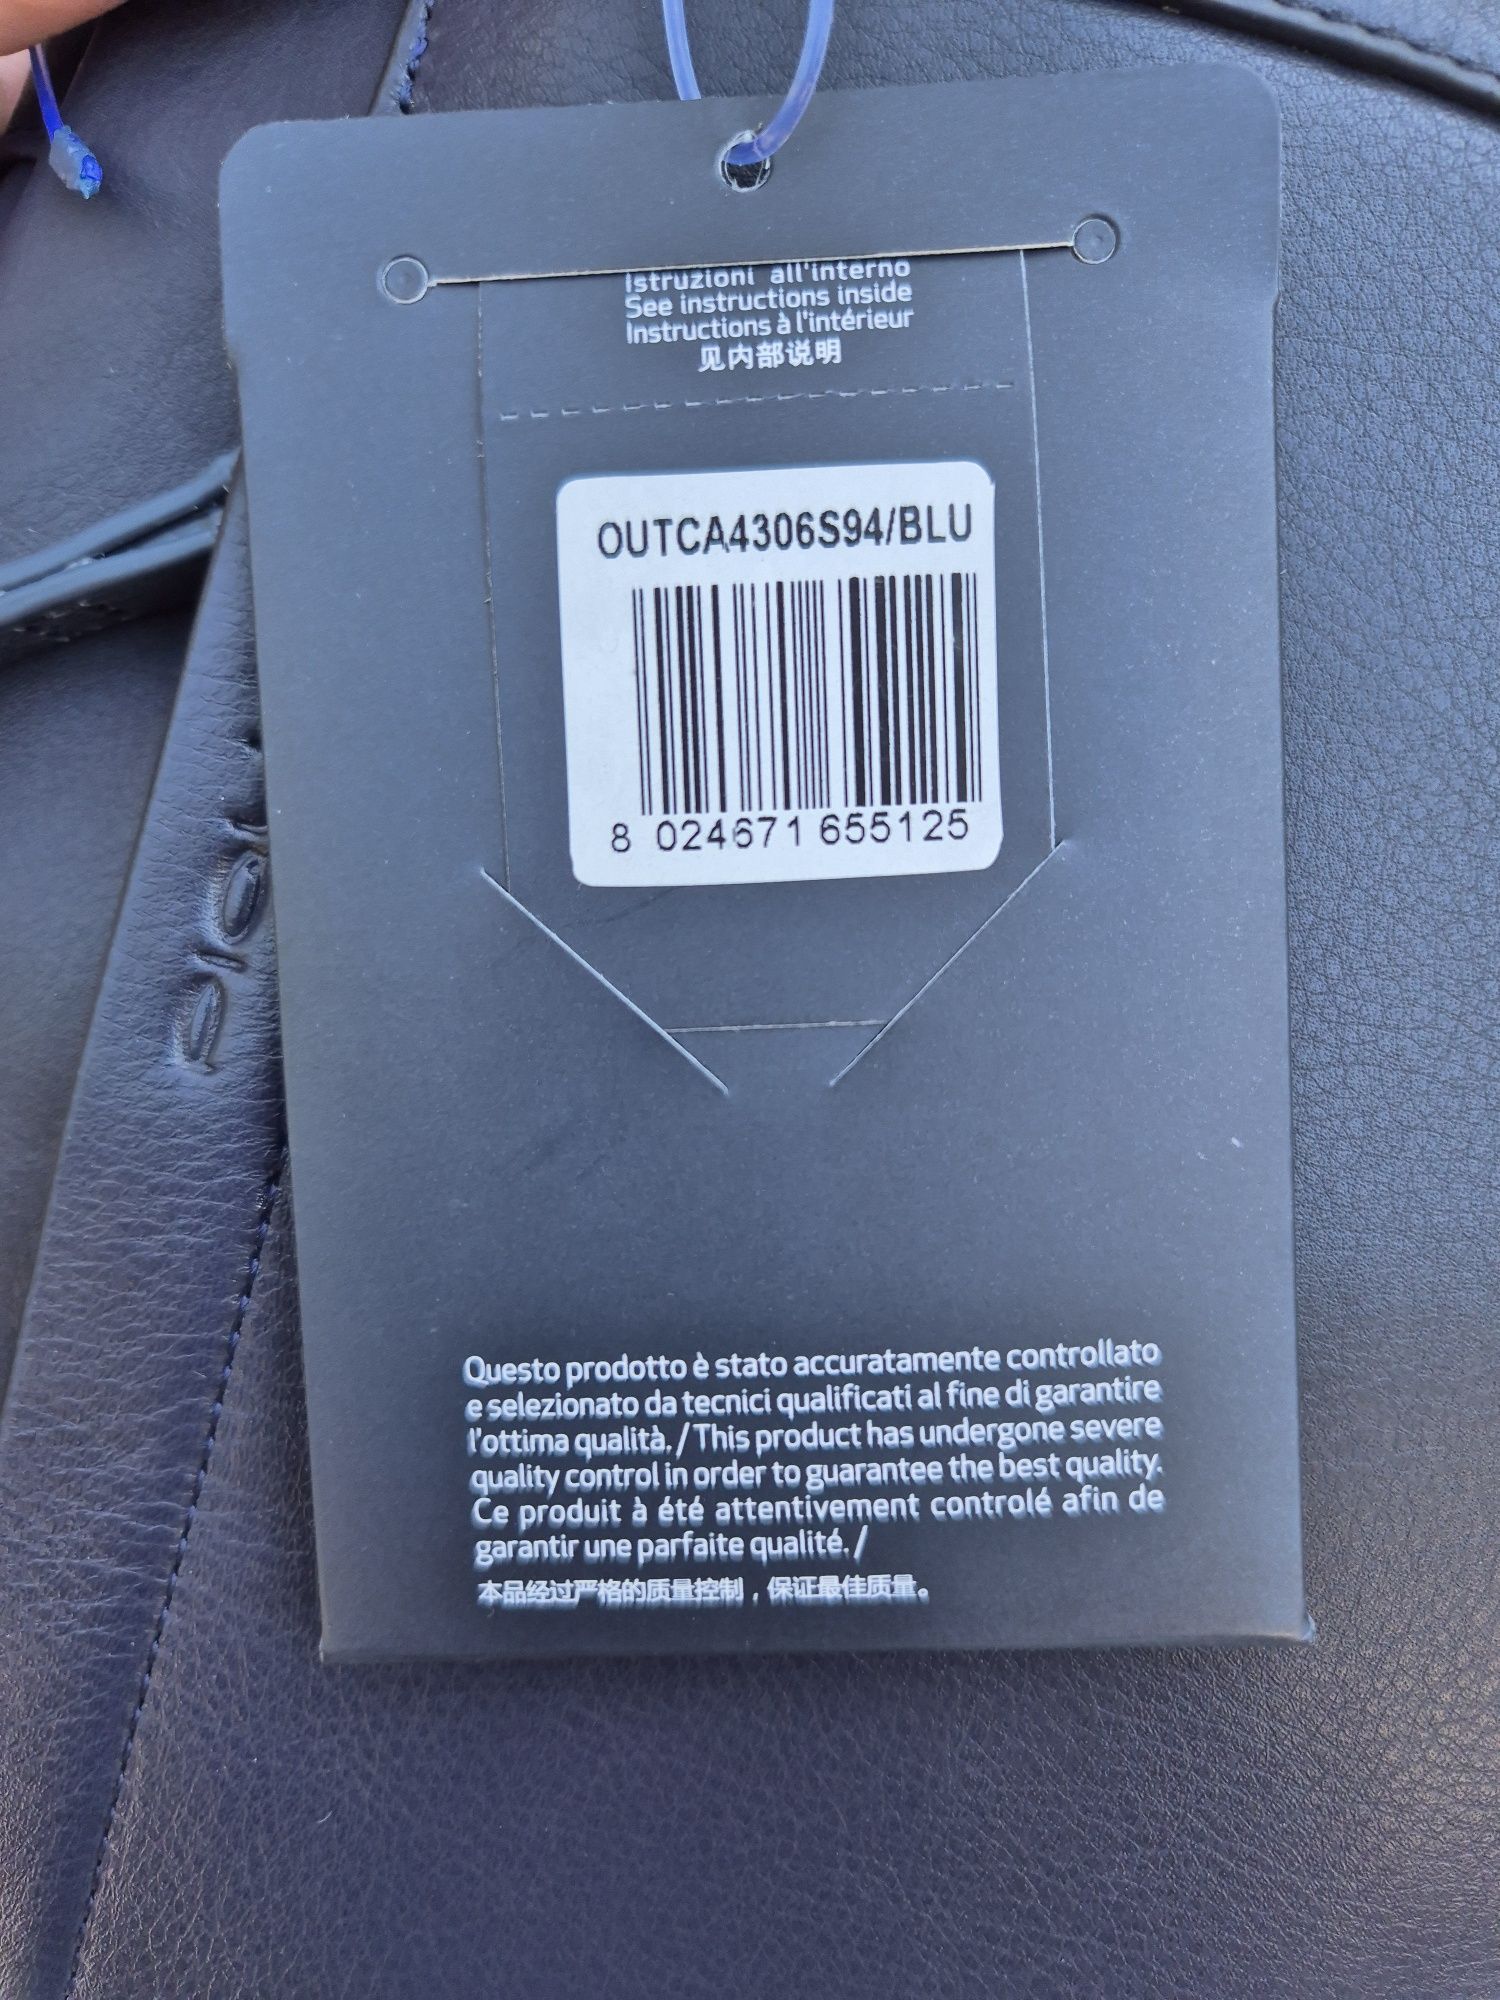 Istruzioni all'interno
See instructions inside
Instructions à l'intérieur
见内部说明
OUTCA4306S94/BLU
8 024671 655125
Questo prodotto è stato accuratamente controllato
e selezionato da tecnici qualificati al fine di garantire
l'ottima qualità. / This product has undergone severe
quality control in order to guarantee the best quality.
Ce produit à été attentivement controlé afin de
garantir une parfaite qualité. /
本品经过严格的质量控制，保证最佳质量。